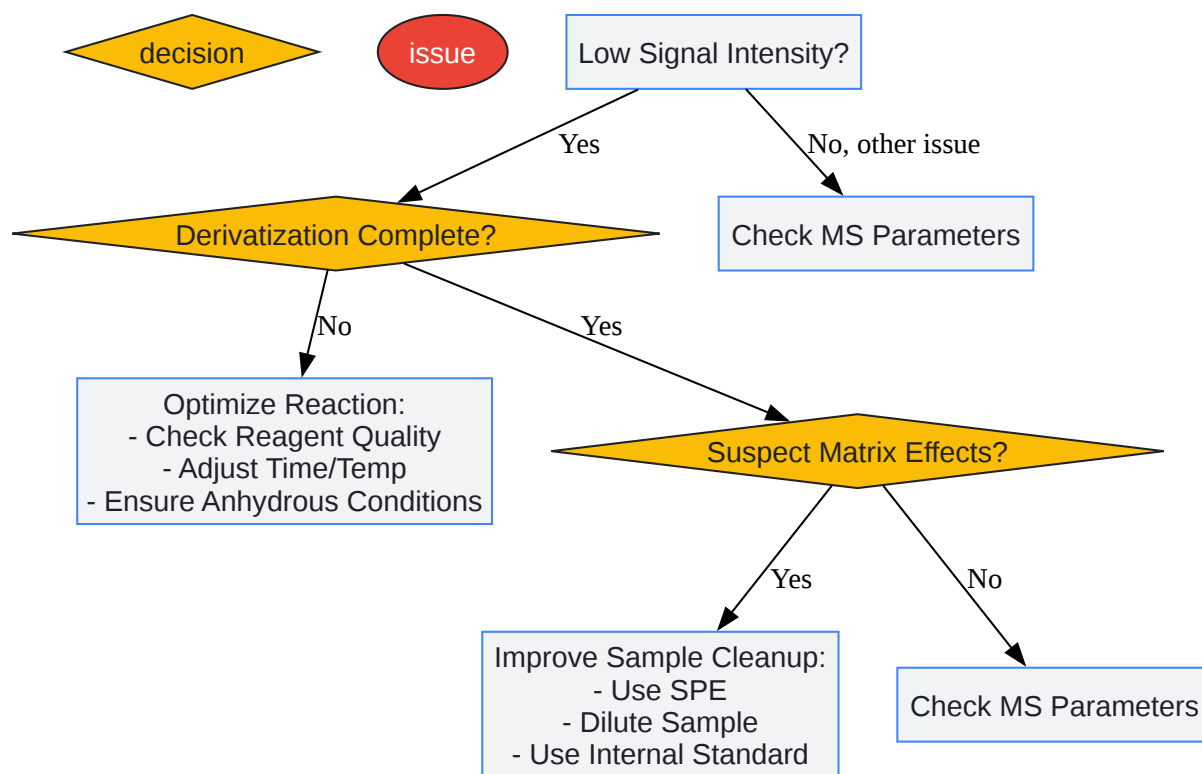 decision
issue
Low Signal Intensity?
Yes
No, other issue
Derivatization Complete?
Check MS Parameters
No
Yes
Optimize Reaction:
- Check Reagent Quality
- Adjust Time/Temp
- Ensure Anhydrous Conditions
Suspect Matrix Effects?
Yes
No
Improve Sample Cleanup:
- Use SPE
- Dilute Sample
- Use Internal Standard
Check MS Parameters